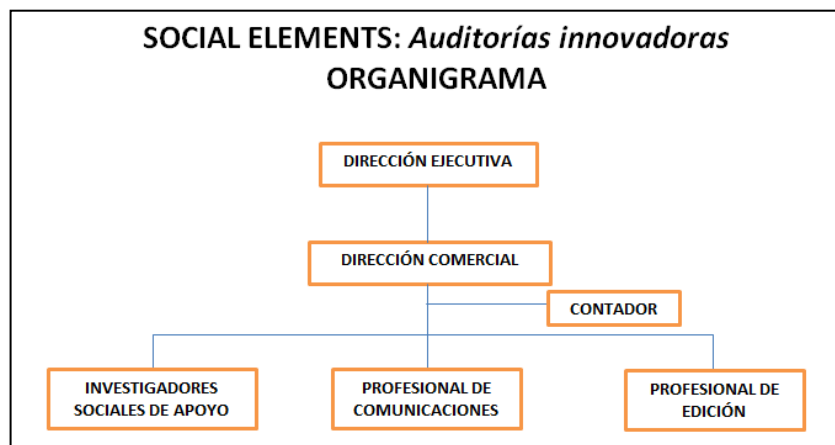 SOCIAL ELEMENTS: Auditorías innovadoras
ORGANIGRAMA
DIRECCIÓN EJECUTIVA
DIRECCIÓN COMERCIAL
CONTADOR
INVESTIGADORES
SOCIALES DE APOYO
PROFESIONAL DE
COMUNICACIONES
PROFESIONAL DE
EDICIÓN